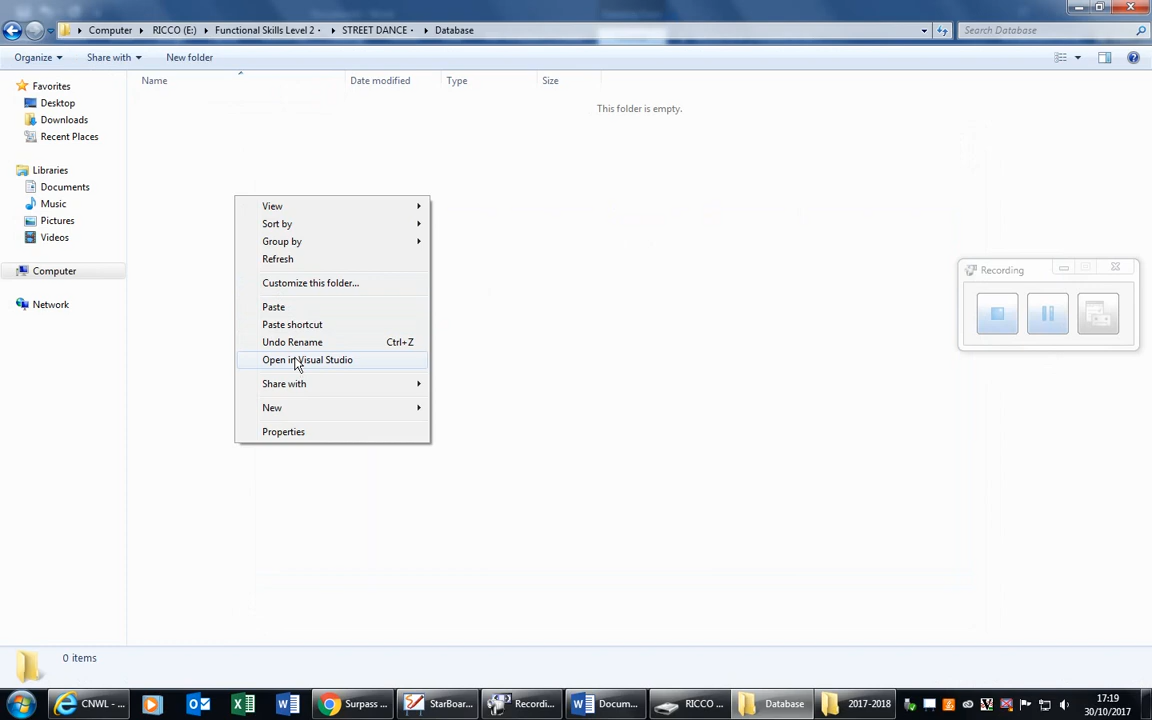 Computer RICCO (E:) Functional Skills Level 2 STREET DANCE Database
Search Database
Organize Share with New folder
Name Date modified Type Size
This folder is empty.
Favorites
Desktop
Downloads
Recent Places
Libraries
Documents
Music
Pictures
Videos
Computer
Network
View
Sort by
Group by
Refresh
Customize this folder...
Paste
Paste shortcut
Undo Rename Ctrl+Z
Open in Visual Studio
Share with
New
Properties
Recording
0 items
CNWL - ... Surpass ... StarBoar... Recordi... Docum... RICCO ... Database 2017-2018
17:19
30/10/2017